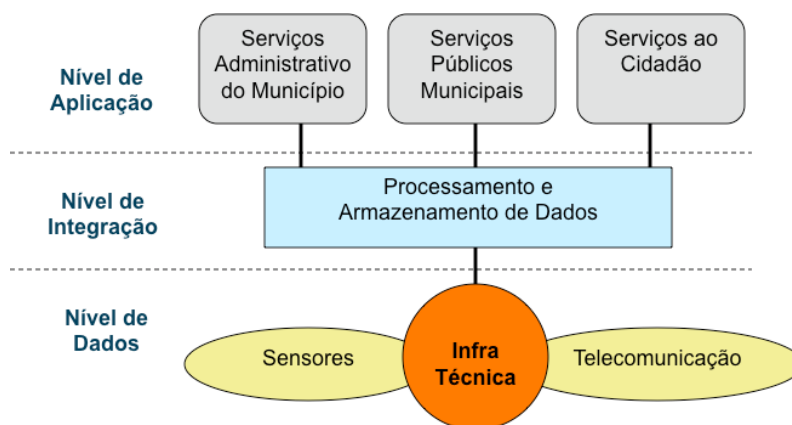 Nível de
Aplicação
Serviços
Administrativo
do Município
Serviços
Públicos
Municipais
Serviços ao
Cidadão
Nível de
Integração
Processamento e
Armazenamento de Dados
Nível de
Dados
Sensores
Infra
Técnica
Telecomunicação